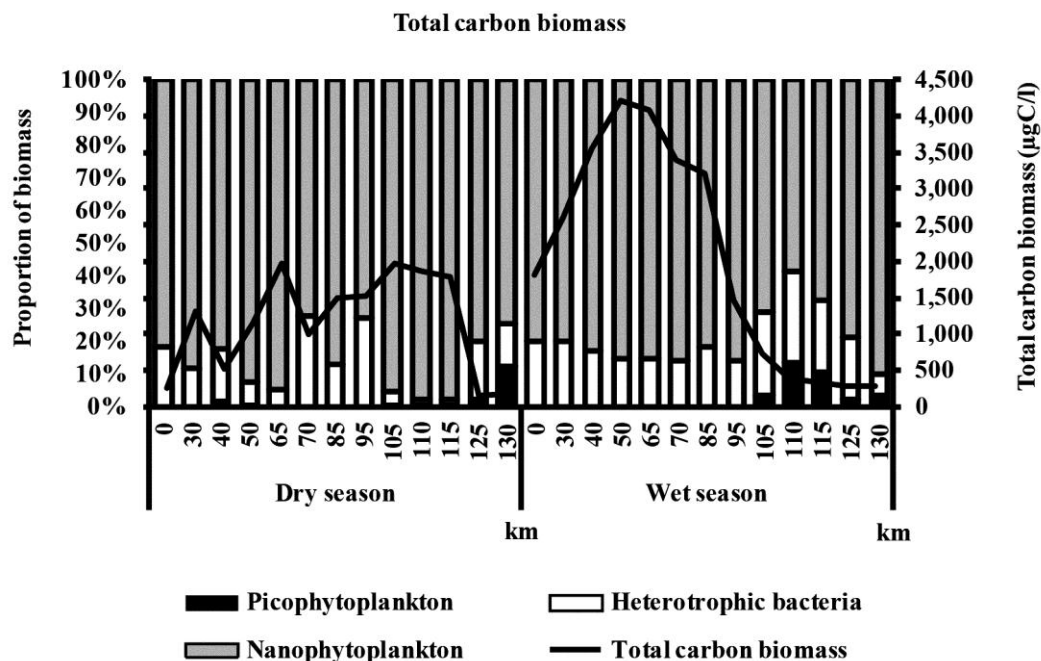 Total carbon biomass
Proportion of biomass
100%
90%
80%
70%
60%
50%
40%
30%
20%
10%
0%
4,500
4,000
3,500
3,000
2,500
2,000
1,500
1,000
500
0
Total carbon biomass (µgC/l)
0 30 40 50 65 70 85 95 105 110 115 125 130 0 30 40 50 65 70 85 95 105 110 115 125 130
Dry season Wet season
km km
Picophytoplankton Heterotrophic bacteria
Nanophytoplankton Total carbon biomass